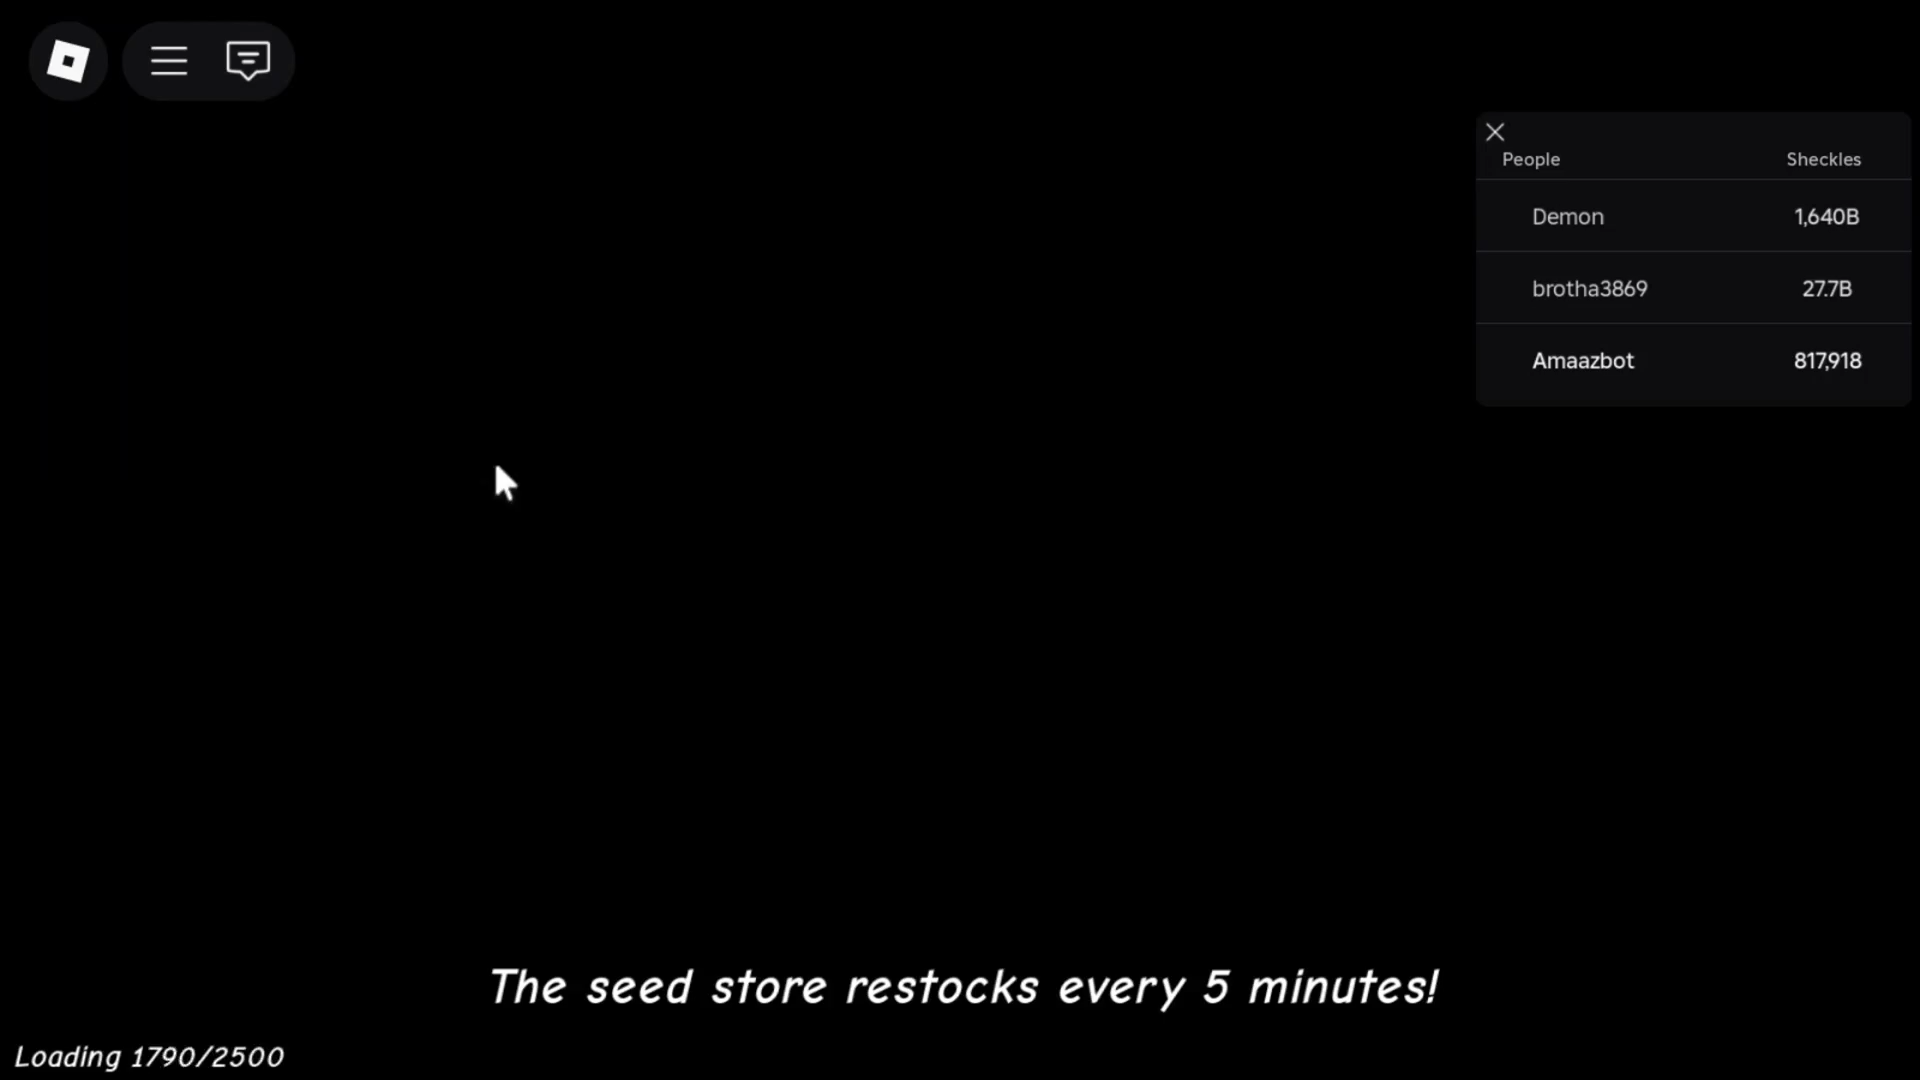 People Sheckles
Demon 1,640B
brotha3869 27.7B
Amaazbot 817,918
The seed store restocks every 5 minutes!
Loading 1790/2500